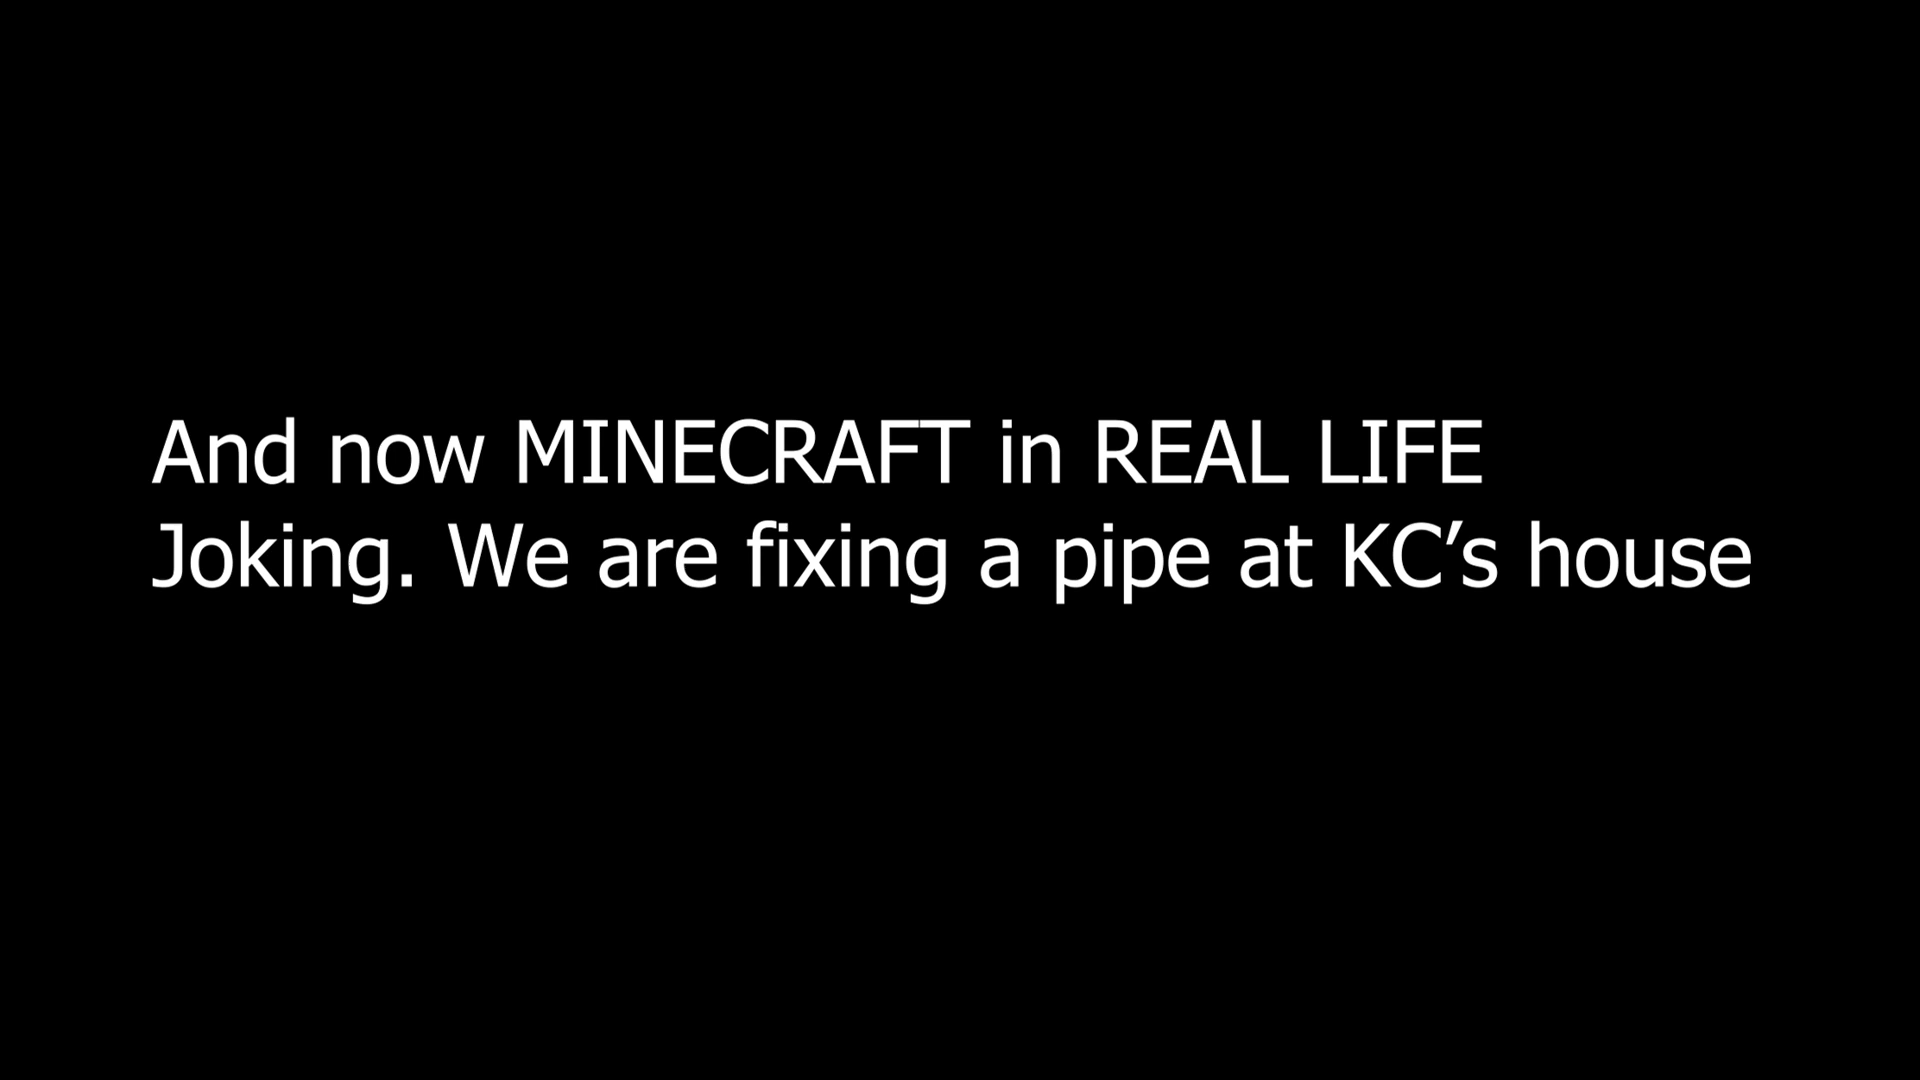 And now MINECRAFT in REAL LIFE
Joking. We are fixing a pipe at KC’s house